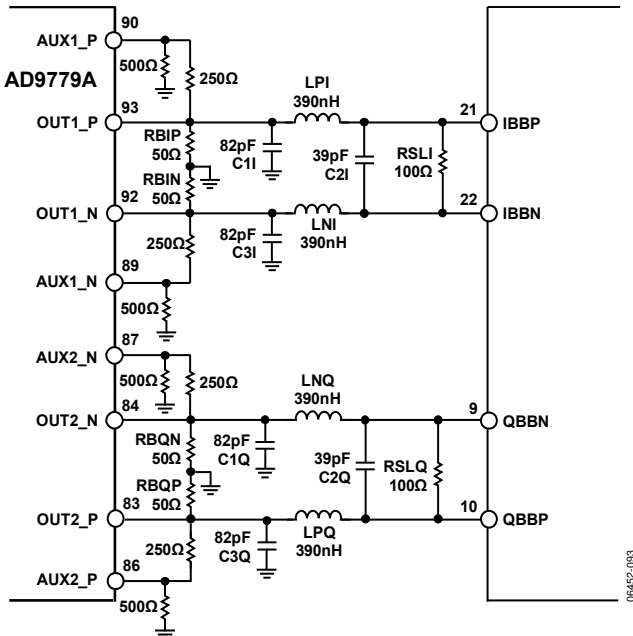 90
AUX1_P
500Ω
250Ω
AD9779A
LPI
390nH
93
OUT1_P
21
IBBP
RBIP
50Ω
82pF
C1I
39pF
C2I
RSLI
100Ω
RBIN
50Ω
92
OUT1_N
22
IBBN
250Ω
82pF
C3I
LNI
390nH
89
AUX1_N
500Ω
87
AUX2_N
500Ω
250Ω
LNQ
390nH
84
OUT2_N
9
QBBN
RBQN
50Ω
82pF
C1Q
39pF
C2Q
RSLQ
100Ω
RBQP
50Ω
83
OUT2_P
10
QBBP
250Ω
82pF
C3Q
LPQ
390nH
86
AUX2_P
500Ω
06452-093